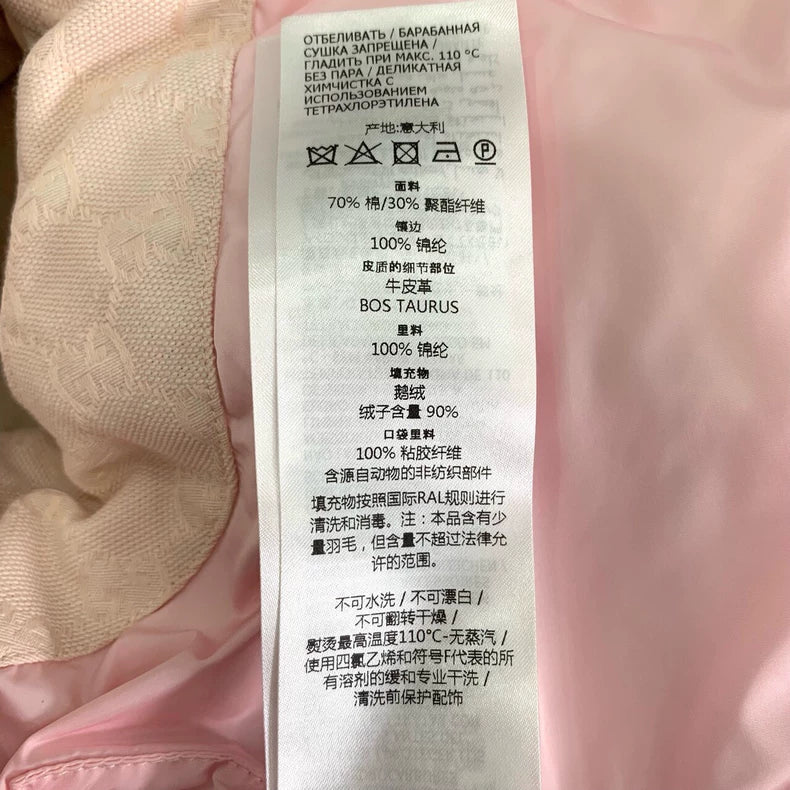 ОТБЕЛИВАТЬ / БАРАБАННАЯ
СУШКА ЗАПРЕЩЕНА /
ГЛАДИТЬ ПРИ МАКС. 110 °C
БЕЗ ПАРА / ДЕЛИКАТНАЯ
ХИМЧИСТКА С
ИСПОЛЬЗОВАНИЕМ
ТЕТРАХЛОРЭТИЛЕНА
产地:意大利
P
面料
70% 棉/30% 聚酯纤维
镶边
100% 锦纶
皮质的细节部位
牛皮革
BOS TAURUS
里料
100% 锦纶
填充物
鹅绒
绒子含量 90%
口袋里料
100% 粘胶纤维
含源自动物的非纺织部件
填充物按照国际RAL规则进行
清洗和消毒。注：本品含有少
量羽毛，但含量不超过法律允
许的范围。
不可水洗 / 不可漂白 /
不可翻转干燥 /
熨烫最高温度110°C-无蒸汽 /
使用四氯乙烯和符号F代表的所
有溶剂的缓和专业干洗 /
清洗前保护配饰